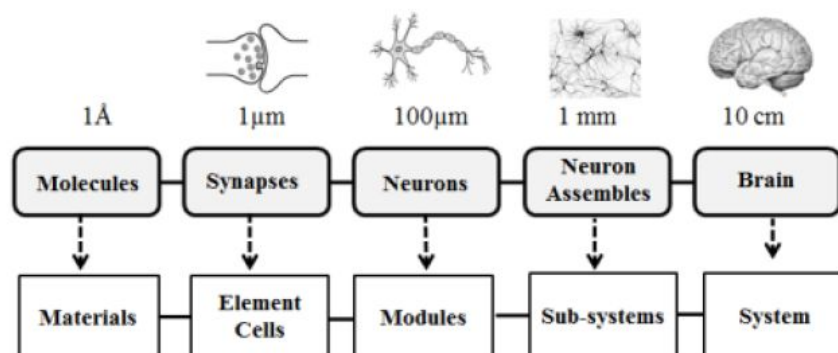 1Å
1µm
100µm
1 mm
10 cm
Molecules
Synapses
Neurons
Neuron
Assembles
Brain
Materials
Element
Cells
Modules
Sub-systems
System